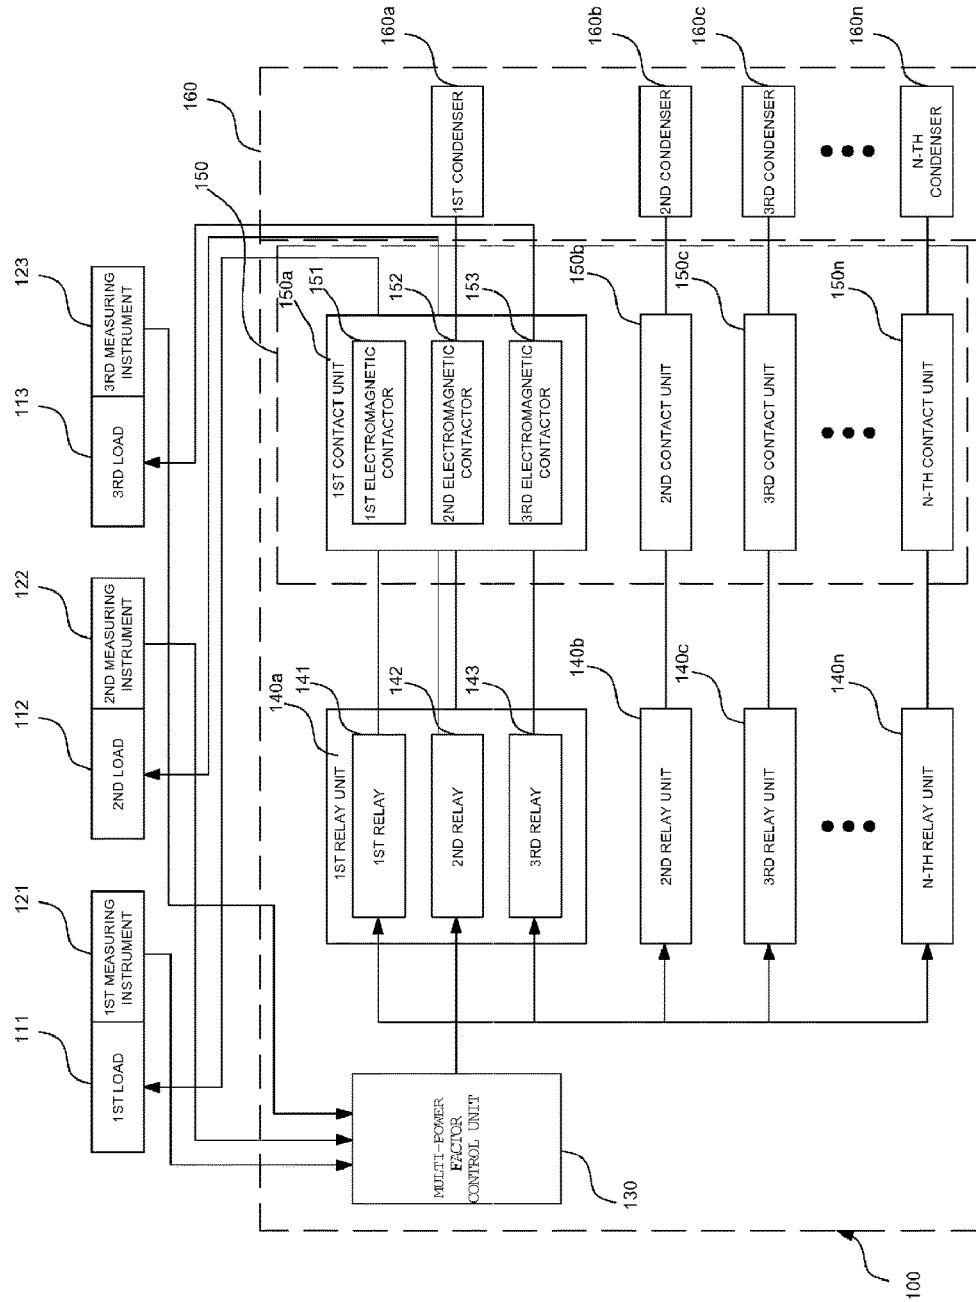 111
1ST LOAD
121
1ST MEASURING
INSTRUMENT
112
2ND LOAD
122
2ND MEASURING
INSTRUMENT
113
3RD LOAD
123
3RD MEASURING
INSTRUMENT
150
160
100
130
MULTI-POWER
FACTOR
CONTROL UNIT
1ST RELAY UNIT
140a
141
1ST RELAY
142
2ND RELAY
143
3RD RELAY
1ST CONTACT UNIT
150a
151
1ST ELECTROMAGNETIC
CONTACTOR
152
2ND ELECTROMAGNETIC
CONTACTOR
153
3RD ELECTROMAGNETIC
CONTACTOR
160a
1ST CONDENSER
140b
2ND RELAY UNIT
150b
2ND CONTACT UNIT
160b
2ND CONDENSER
140c
3RD RELAY UNIT
150c
3RD CONTACT UNIT
160c
3RD CONDENSER
140n
N-TH RELAY UNIT
150n
N-TH CONTACT UNIT
160n
N-TH
CONDENSER